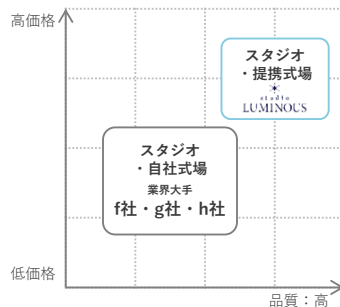 高価格
スタジオ
・提携式場
studio
LUMINOUS
スタジオ
・自社式場
業界大手
f社・g社・h社
低価格
品質：高